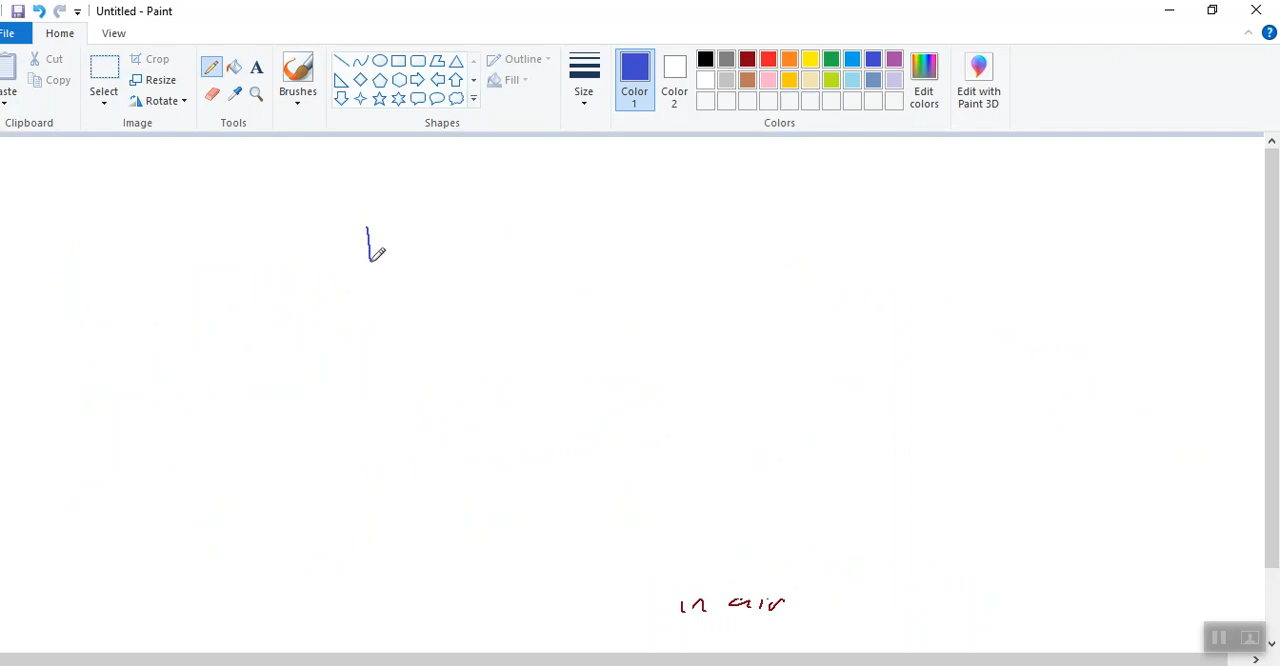 Untitled - Paint
File Home View
Cut
Copy
Clipboard
Select
Crop
Resize
Rotate
Image
Tools
Brushes
Outline
Fill
Shapes
Size
Color 1
Color 2
Edit colors
Colors
Edit with Paint 3D
in air